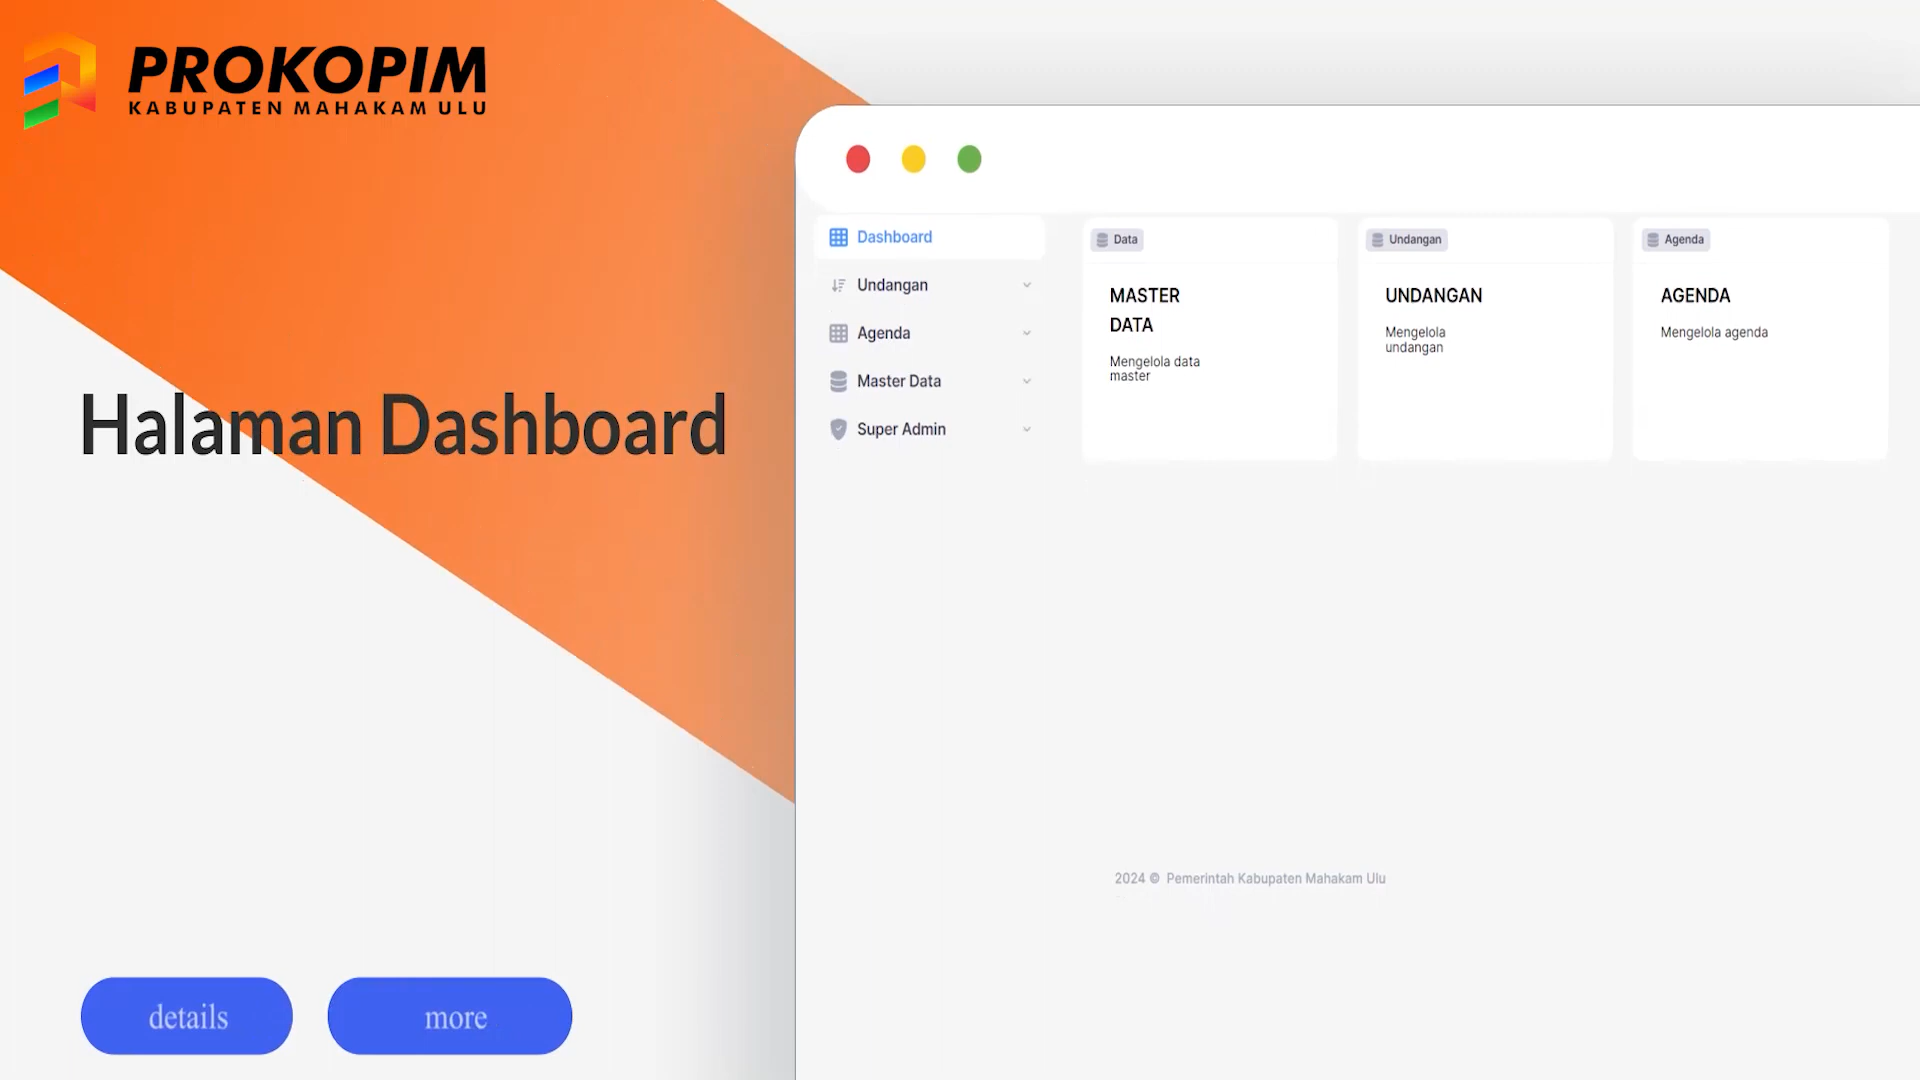 PROKOPIM
KABUPATEN MAHAKAM ULU
Halaman Dashboard
details
more
Dashboard
Undangan
Agenda
Master Data
Super Admin
Data
MASTER
DATA
Mengelola data
master
Undangan
UNDANGAN
Mengelola
undangan
Agenda
AGENDA
Mengelola agenda
2024 © Pemerintah Kabupaten Mahakam Ulu